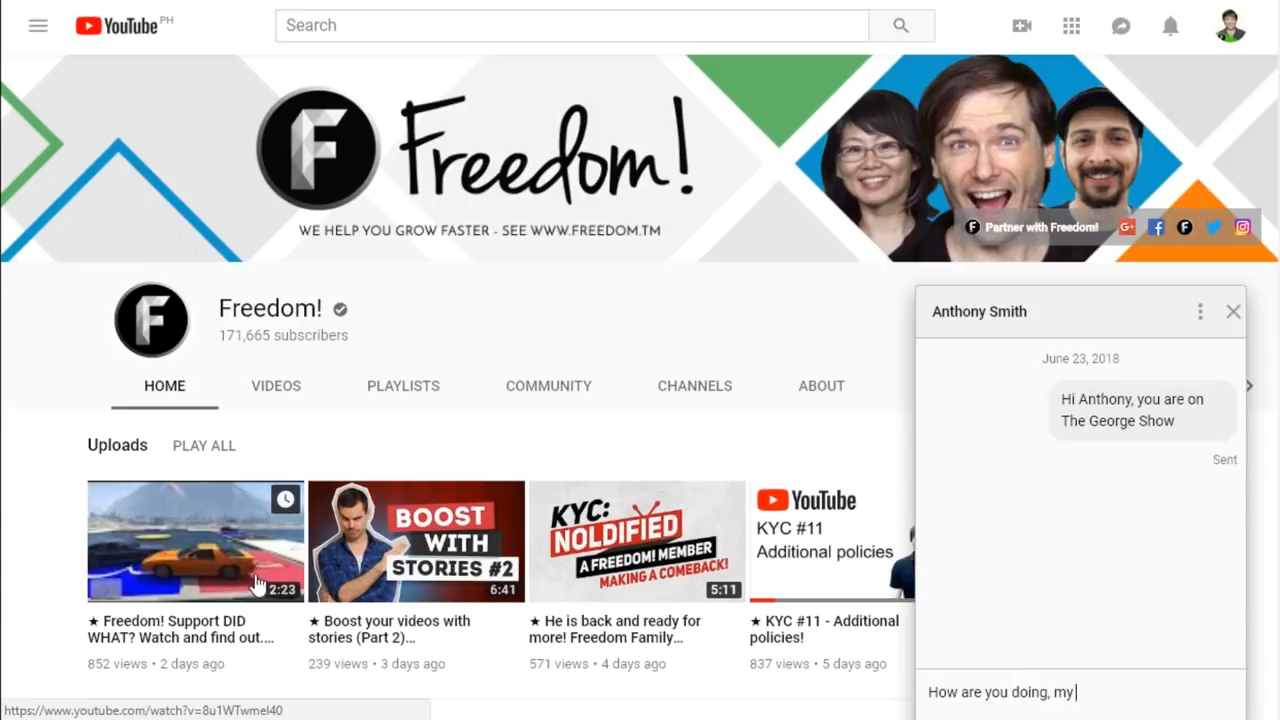 YouTube PH
Search
F Freedom!
WE HELP YOU GROW FASTER - SEE WWW.FREEDOM.TM
Partner with Freedom!
Freedom!
171,665 subscribers
HOME VIDEOS PLAYLISTS COMMUNITY CHANNELS ABOUT
Uploads PLAY ALL
2:23
BOOST
WITH
STORIES #2
6:41
KYC:
NOLDIFIED
A FREEDOM! MEMBER
MAKING A COMEBACK!
5:11
YouTube
KYC #11
Additional policies
★ Freedom! Support DID
WHAT? Watch and find out....
852 views • 2 days ago
★ Boost your videos with
stories (Part 2)...
239 views • 3 days ago
★ He is back and ready for
more! Freedom Family...
571 views • 4 days ago
★ KYC #11 - Additional
policies!
837 views • 5 days ago
Anthony Smith
June 23, 2018
Hi Anthony, you are on
The George Show
Sent
How are you doing, my
https://www.youtube.com/watch?v=8u1WTwmel40